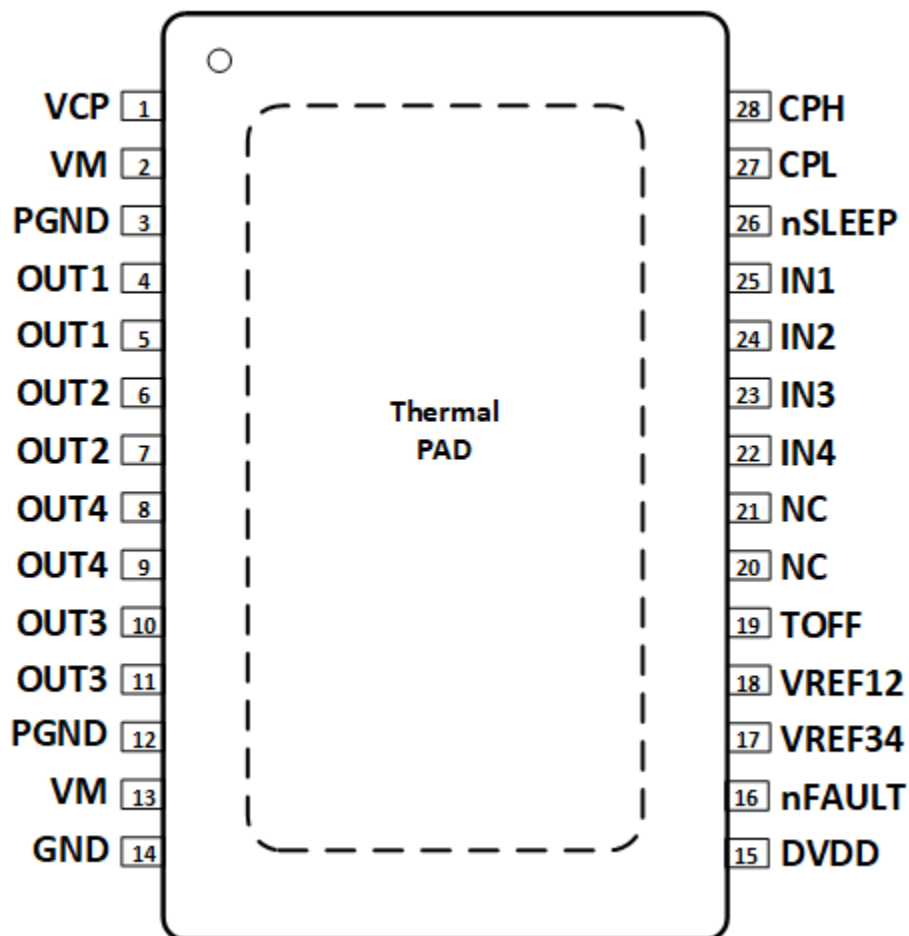 VCP 1
VM 2
PGND 3
OUT1 4
OUT1 5
OUT2 6
OUT2 7
OUT4 8
OUT4 9
OUT3 10
OUT3 11
PGND 12
VM 13
GND 14
Thermal
PAD
28 CPH
27 CPL
26 nSLEEP
25 IN1
24 IN2
23 IN3
22 IN4
21 NC
20 NC
19 TOFF
18 VREF12
17 VREF34
16 nFAULT
15 DVDD